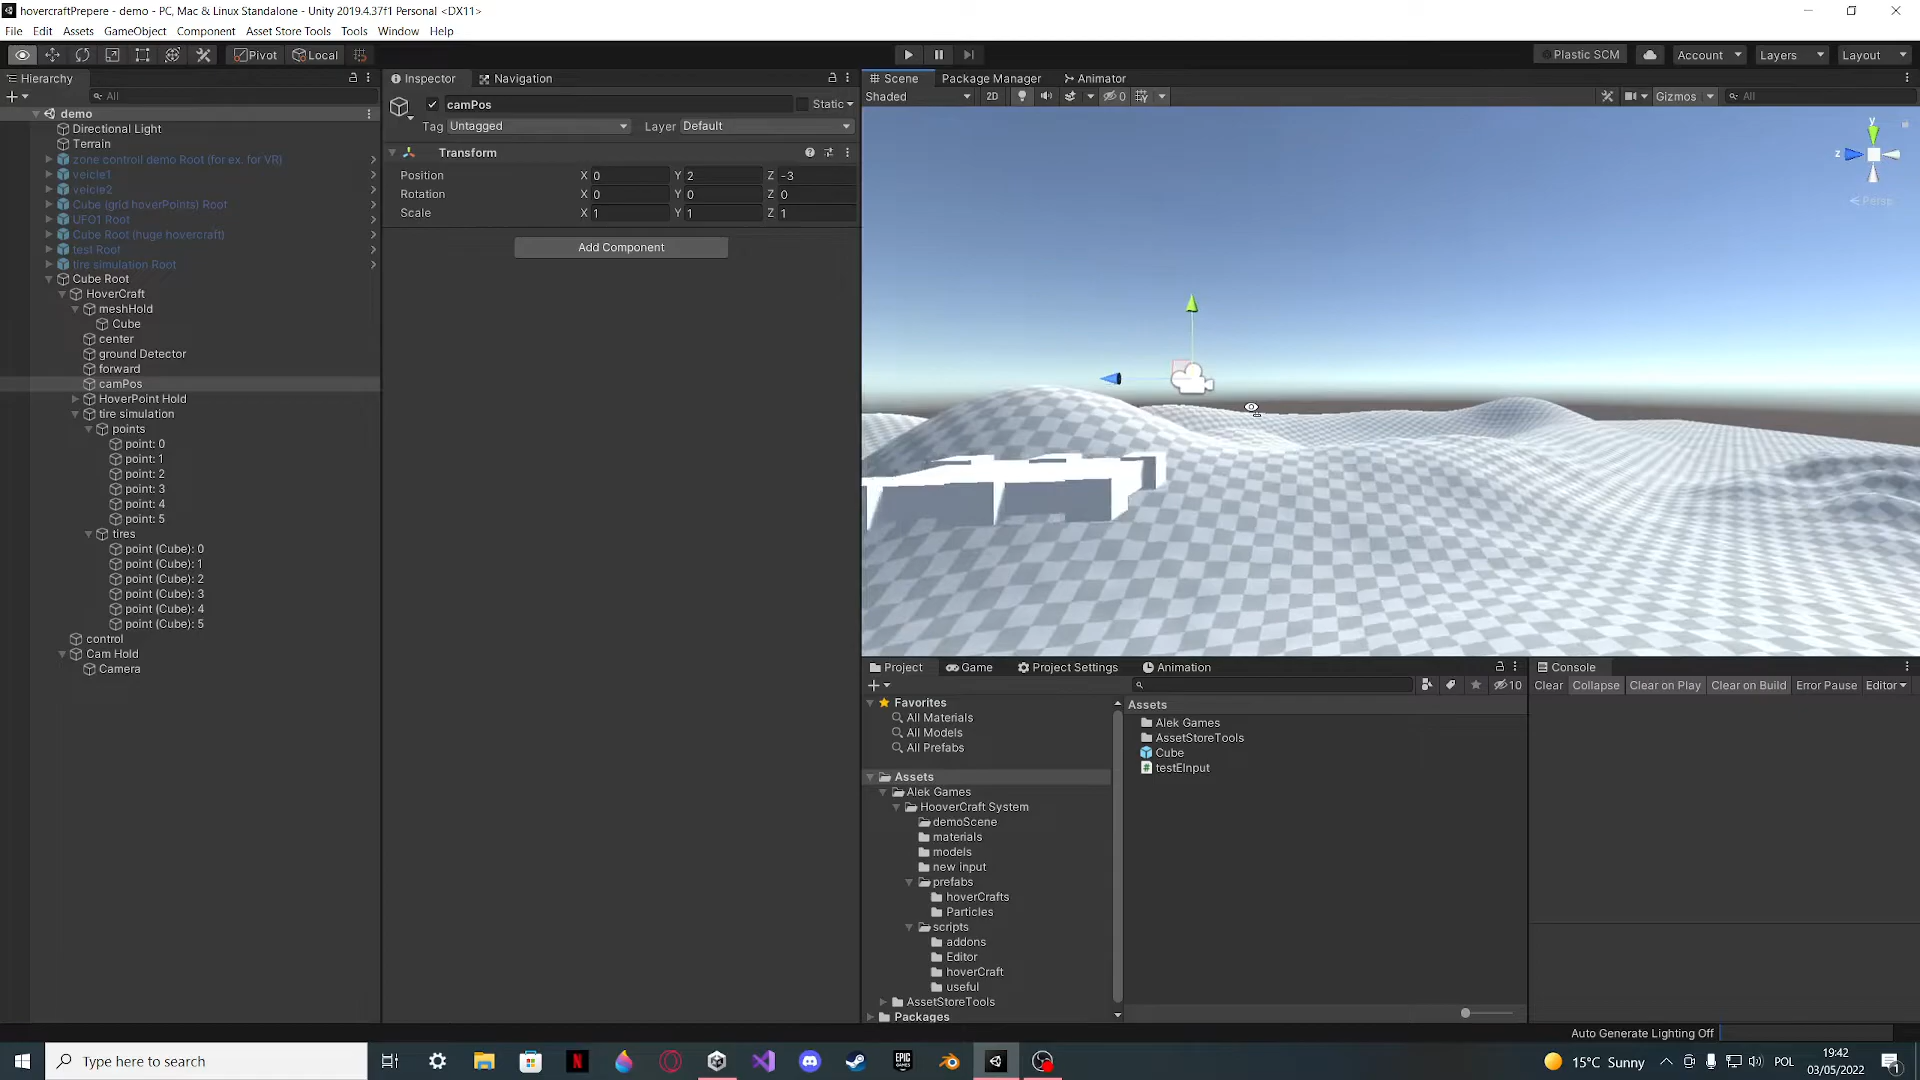 hovercraftPrepere - demo - PC, Mac & Linux Standalone - Unity 2019.4.37f1 Personal <DX11>
File Edit Assets GameObject Component Asset Store Tools Tools Window Help
Pivot Local Plastic SCM Account Layers Layout
Hierarchy
All
demo
Directional Light
Terrain
zone controll demo Root (for ex. for VR)
veicle1
veicle2
Cube (grid hoverPoints) Root
UFO1 Root
Cube Root (huge hovercraft)
test Root
tire simulation Root
Cube Root
HoverCraft
meshHold
Cube
center
ground Detector
forward
camPos
HoverPoint Hold
tire simulation
points
point: 0
point: 1
point: 2
point: 3
point: 4
point: 5
tires
point (Cube): 0
point (Cube): 1
point (Cube): 2
point (Cube): 3
point (Cube): 4
point (Cube): 5
control
Cam Hold
Camera
Inspector Navigation
camPos Static
Tag Untagged Layer Default
Transform
Position X 0 Y 2 Z -3
Rotation X 0 Y 0 Z 0
Scale X 1 Y 1 Z 1
Add Component
Scene Package Manager Animator
Shaded 2D 0 Gizmos All
y
z
Persp
Project Game Project Settings Animation
10
Favorites
All Materials
All Models
All Prefabs
Assets
Alek Games
HooverCraft System
demoScene
materials
models
new input
prefabs
hoverCrafts
Particles
scripts
addons
Editor
hoverCraft
useful
AssetStoreTools
Packages
Assets
Alek Games
AssetStoreTools
Cube
testEInput
Console
Clear Collapse Clear on Play Clear on Build Error Pause Editor
Auto Generate Lighting Off
Type here to search
EPIC GAMES
15°C Sunny
POL
19:42
03/05/2022
1